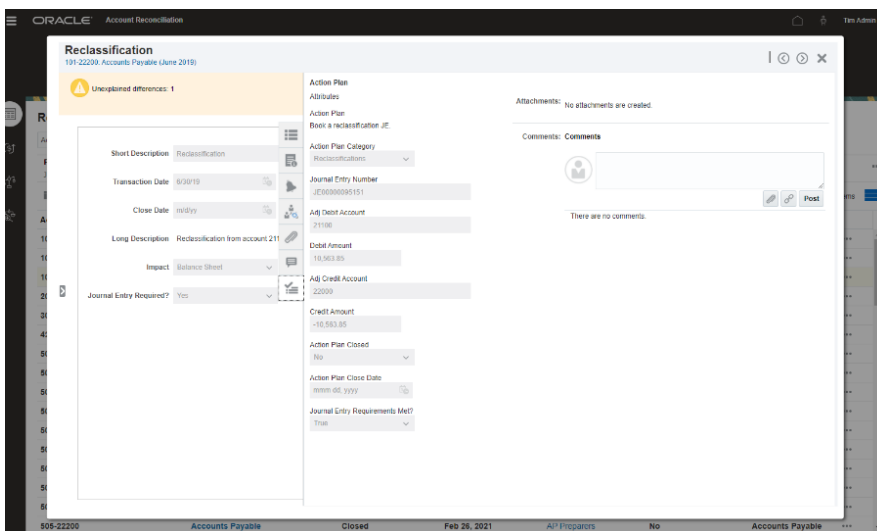 ORACLE Account Reconciliation
Tim Admin
Reclassification
101-22200: Accounts Payable (June 2019)
Unexplained differences: 1
Short Description Reclassification
Transaction Date 6/30/19
Close Date m/d/yy
Long Description Reclassification from account 211
Impact Balance Sheet
Journal Entry Required? Yes
Action Plan
Attributes
Action Plan
Book a reclassification JE
Action Plan Category
Reclassifications
Journal Entry Number
JE00000095151
Adj Debit Account
21100
Debit Amount
10,593.85
Adj Credit Account
22000
Credit Amount
-10,593.85
Action Plan Closed
No
Action Plan Close Date
mmm dd, yyyy
Journal Entry Requirements Met?
True
Attachments: No attachments are created.
Comments: Comments
Post
There are no comments.
505-22200 Accounts Payable Closed Feb 26, 2021 AP Preparers No Accounts Payable